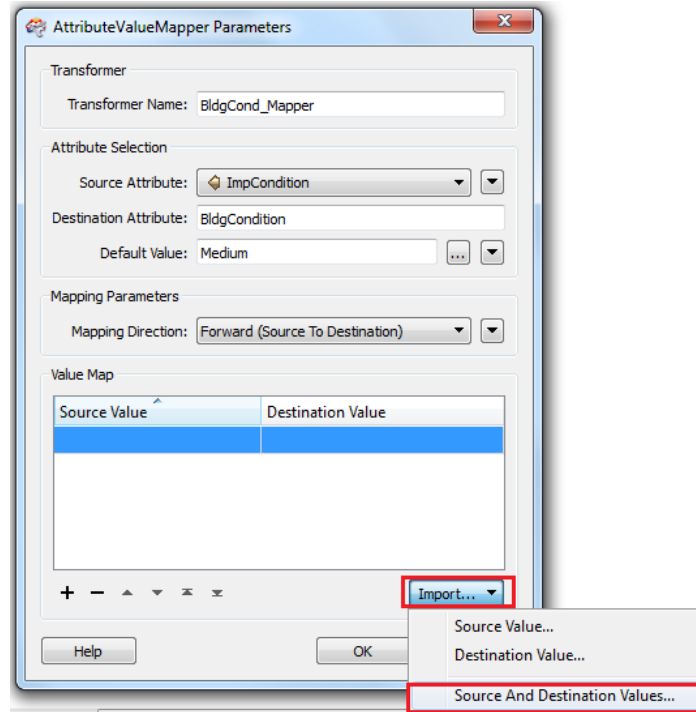 AttributeValueMapper Parameters
x
Transformer
Transformer Name: BldgCond_Mapper
Attribute Selection
Source Attribute: ImpCondition
Destination Attribute: BldgCondition
Default Value: Medium ...
Mapping Parameters
Mapping Direction: Forward (Source To Destination)
Value Map
Source Value Destination Value
Import...
Source Value...
Help OK
Destination Value...
Source And Destination Values...